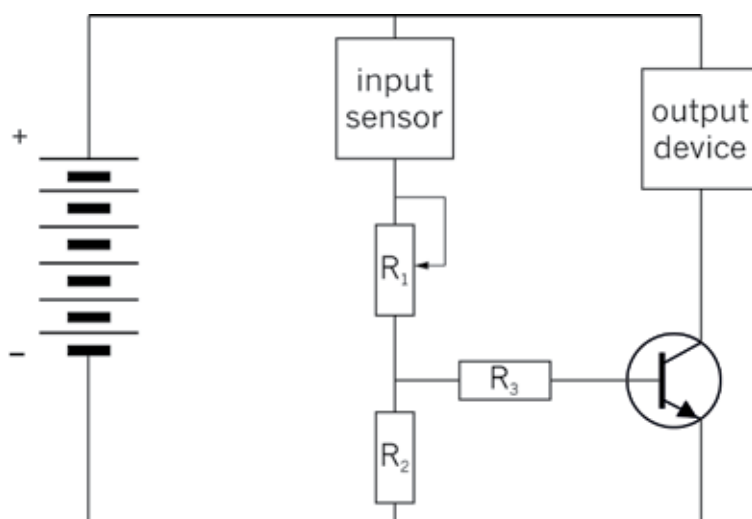 input
sensor
output
device
+
−
R₁
R₃
R₂